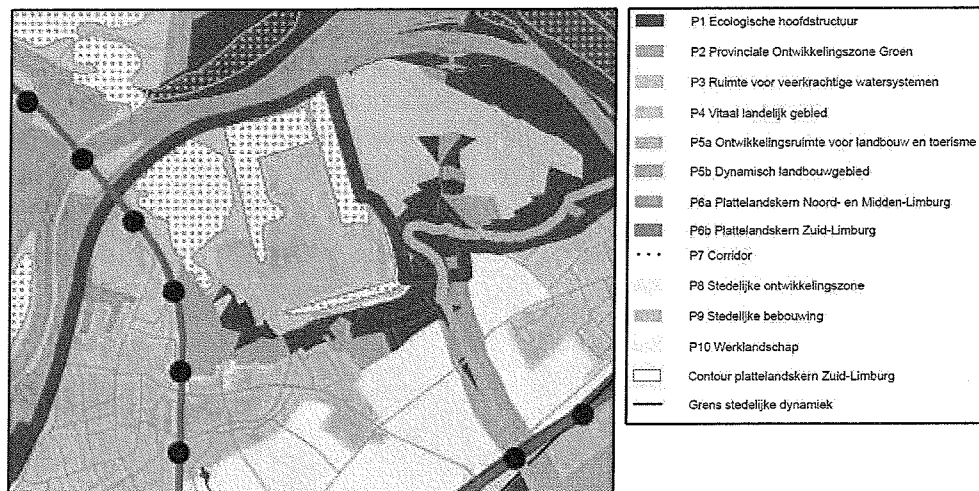 P1 Ecologische hoofdstructuur
P2 Provinciale Ontwikkelingszone Groen
P3 Ruimte voor veerkrachtige watersystemen
P4 Vitaal landelijk gebied
P5a Ontwikkelingsruimte voor landbouw en toerisme
P5b Dynamisch landbouwgebied
P6a Plattelandskern Noord- en Midden-Limburg
P6b Plattelandskern Zuid-Limburg
P7 Corridor
P8 Stedelijke ontwikkelingszone
P9 Stedelijke bebouwing
P10 Werklandschap
Contour plattelandskern Zuid-Limburg
Grens stedelijke dynamiek